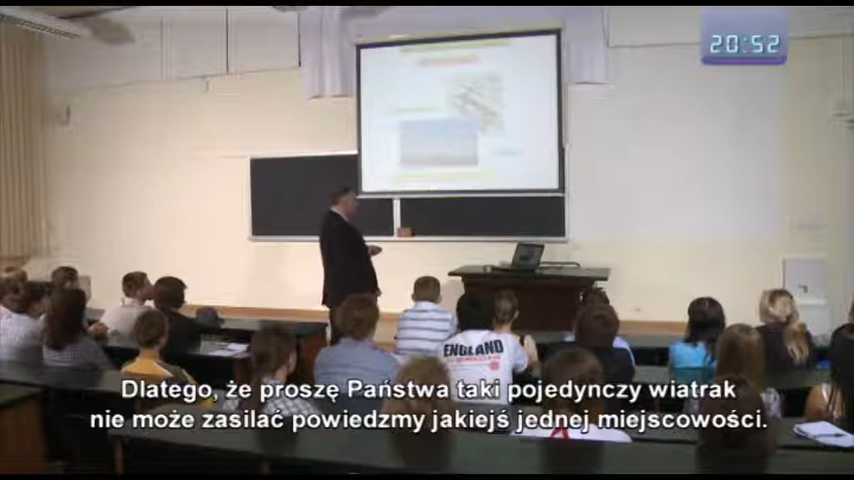 20:52
ENGLAND
Dlatego, że proszę Państwa taki pojedynczy wiatrak
nie może zasilać powiedzmy jakiejś jednej miejscowości.